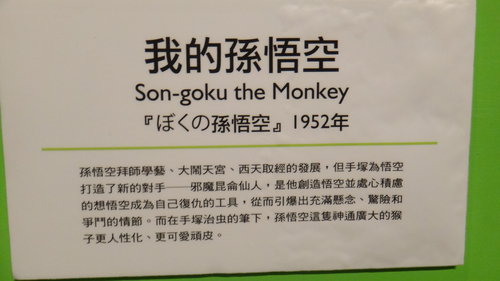 我的孫悟空
Son-goku the Monkey
『ぼくの孫悟空』1952年
孫悟空拜師學藝、大鬧天宮、西天取經的發展，但手塚為悟空
打造了新的對手——邪魔昆侖仙人，是他創造悟空並處心積慮
的想悟空成為自己復仇的工具，從而引爆出充滿懸念、驚險和
爭鬥的情節。而在手塚治虫的筆下，孫悟空這隻神通廣大的猴
子更人性化、更可愛頑皮。